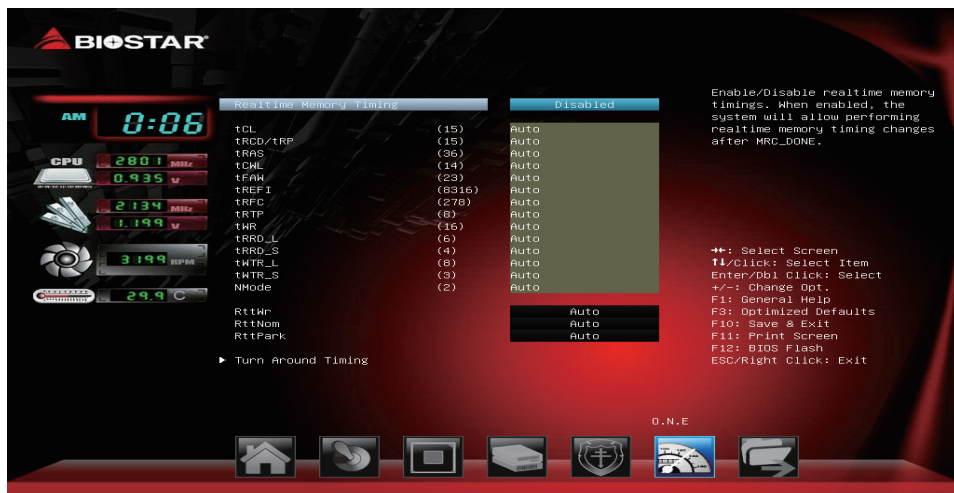 BIOSTAR
AM 0:06
CPU 2801 MHz
0.935 V
2134 MHz
1.199 V
3199 RPM
29.9 C
Realtime Memory Timing Disabled
tCL (15) Auto
tRCD/tRP (15) Auto
tRAS (36) Auto
tCWL (14) Auto
tFAW (23) Auto
tREFI (8316) Auto
tRFC (278) Auto
tRTP (8) Auto
tWR (16) Auto
tRRD_L (6) Auto
tRRD_S (4) Auto
tWTR_L (8) Auto
tWTR_S (3) Auto
NMode (2) Auto
RttWr Auto
RttNom Auto
RttPark Auto
► Turn Around Timing
Enable/Disable realtime memory
timings. When enabled, the
system will allow performing
realtime memory timing changes
after MRC_DONE.
→←: Select Screen
↑↓/Click: Select Item
Enter/Dbl Click: Select
+/-: Change Opt.
F1: General Help
F3: Optimized Defaults
F10: Save & Exit
F11: Print Screen
F12: BIOS Flash
ESC/Right Click: Exit
O.N.E